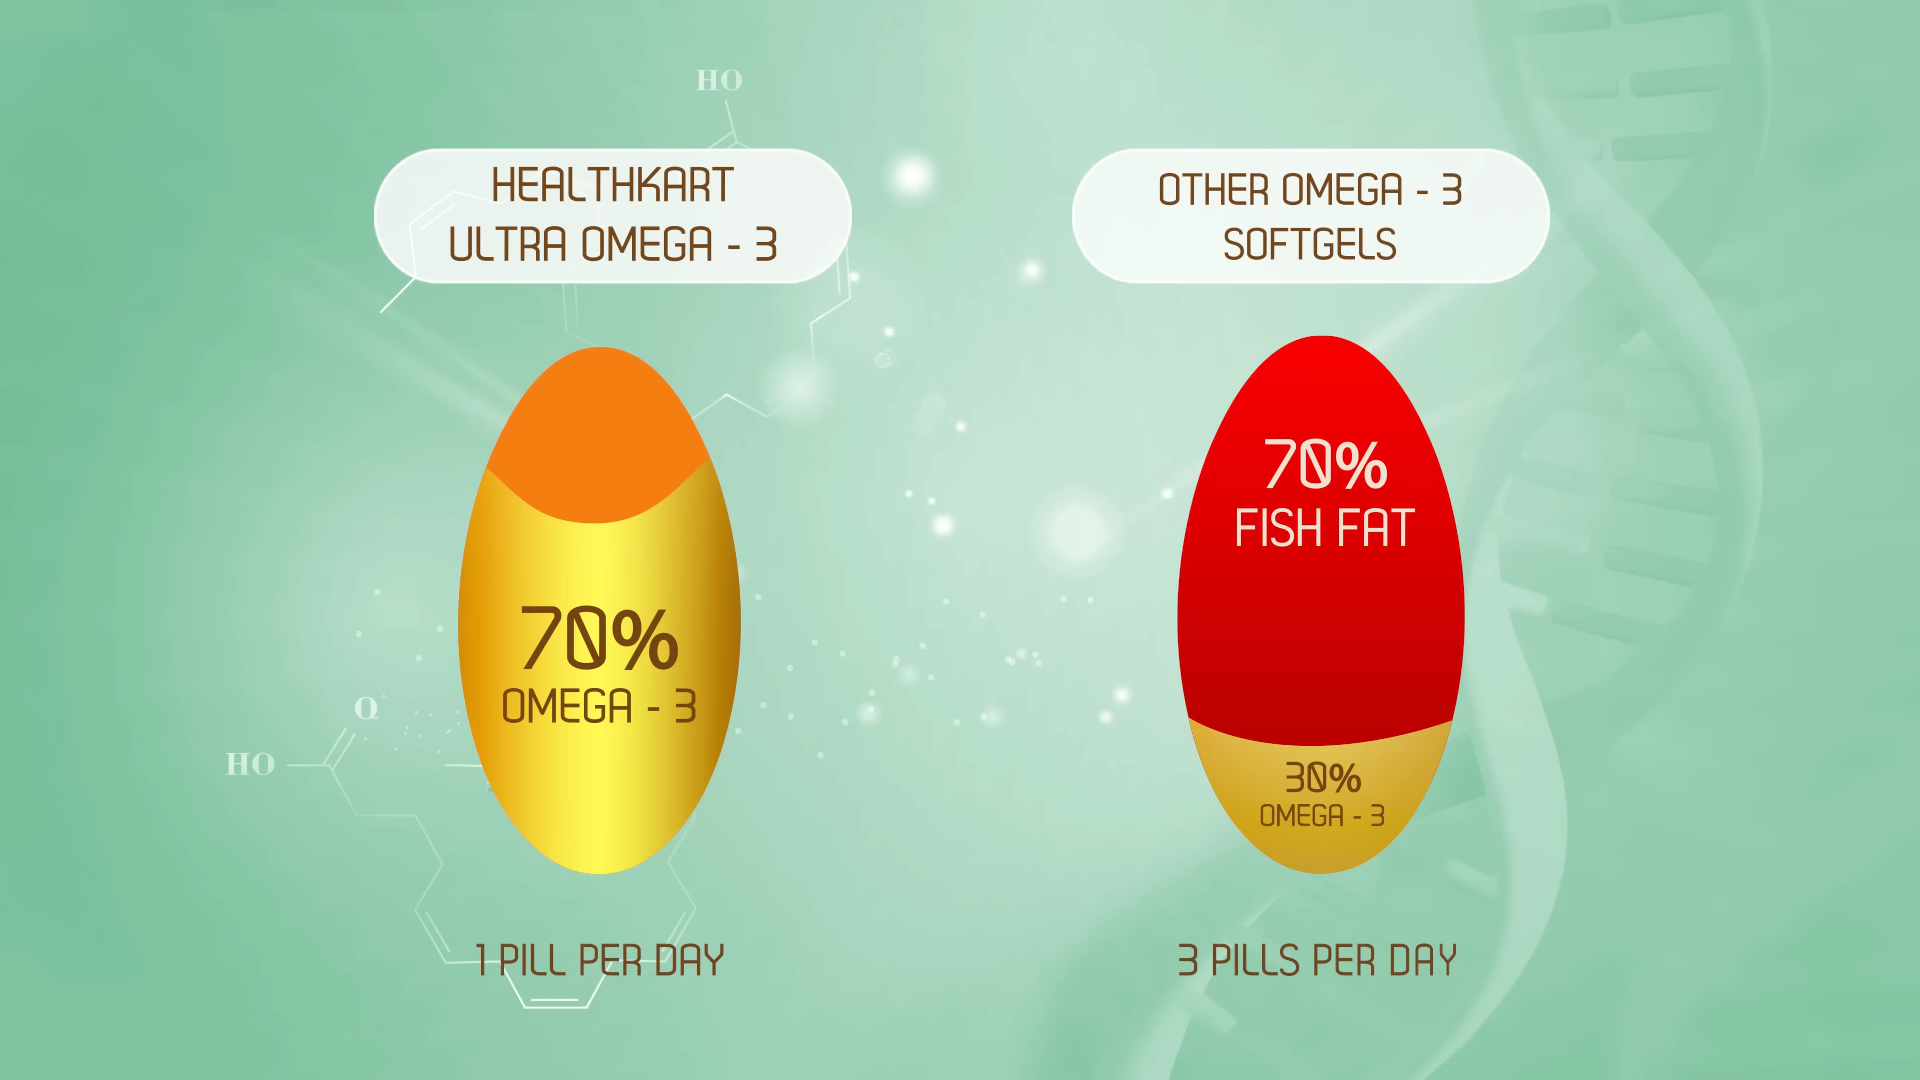 HO
HEALTHKART
ULTRA OMEGA - 3
OTHER OMEGA - 3
SOFTGELS
70%
FISH FAT
70%
OMEGA - 3
30%
OMEGA - 3
O
HO
1 PILL PER DAY
3 PILLS PER DAY